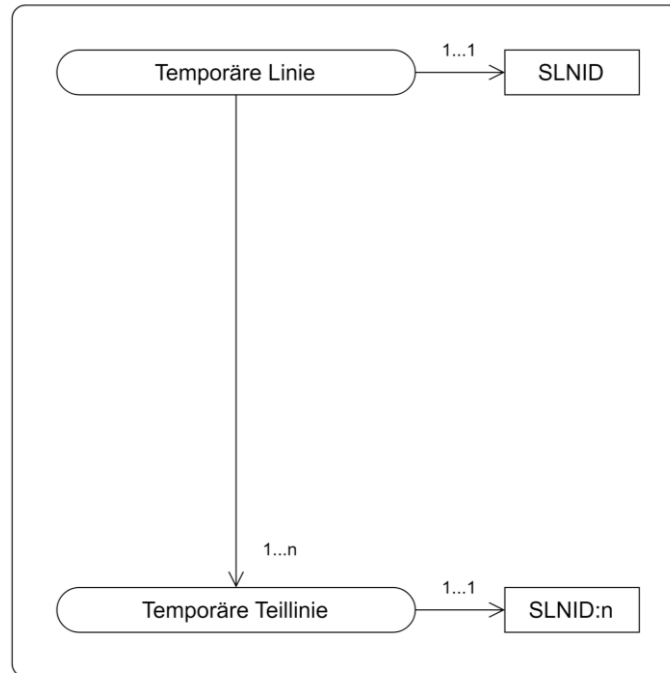 Temporäre Linie
1...1
SLNID
1...n
Temporäre Teillinie
1...1
SLNID:n